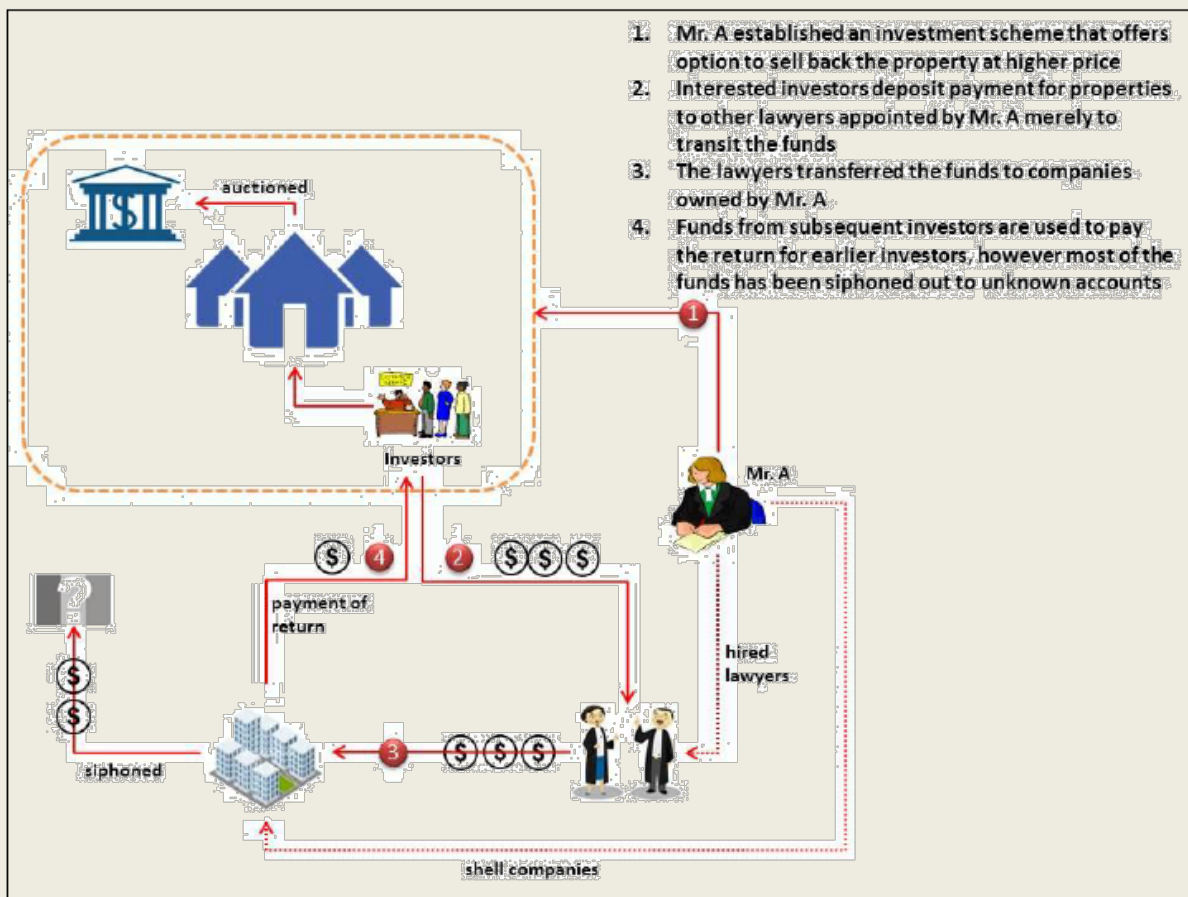 1. Mr. A established an investment scheme that offers
option to sell back the property at higher price
2. Interested investors deposit payment for properties
to other lawyers appointed by Mr. A merely to
transit the funds
3. The lawyers transferred the funds to companies
owned by Mr. A
4. Funds from subsequent investors are used to pay
the return for earlier investors, however most of the
funds has been siphoned out to unknown accounts
auctioned
$
1
Investors
Mr. A
$ 4 2 $ $ $
?
payment of
return
hired
lawyers
$
$
3 $ $ $
siphoned
shell companies